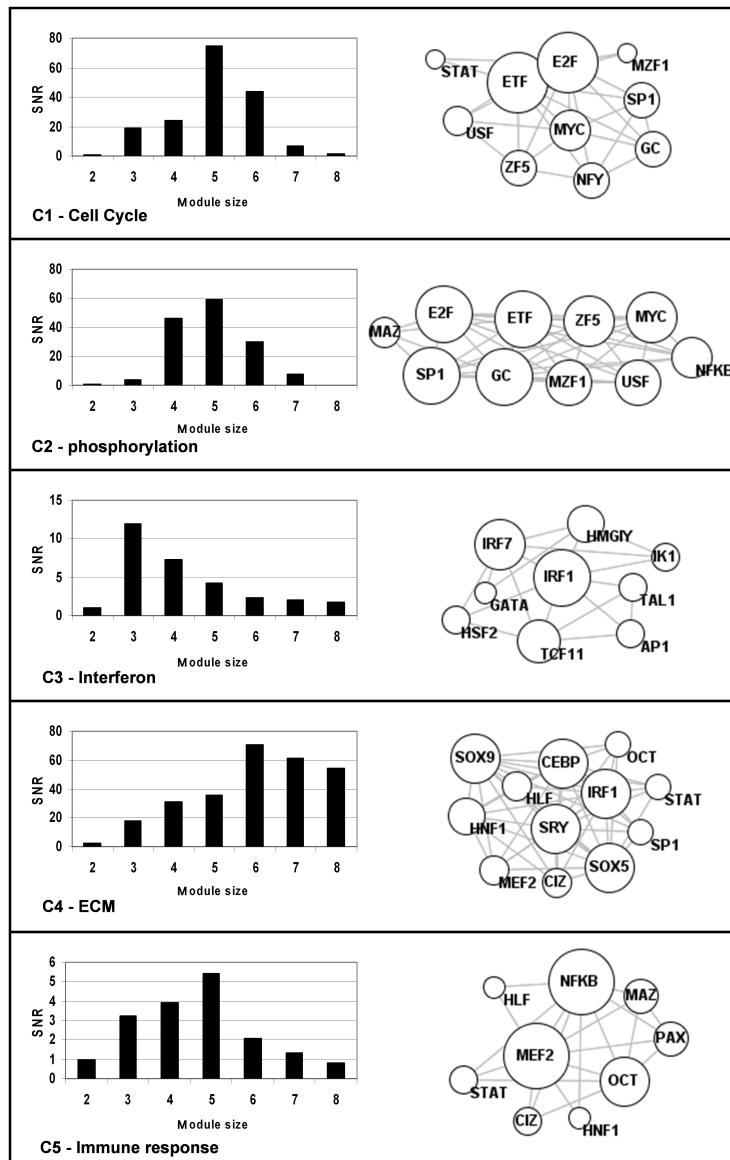 80
60
40
20
0
SNR
2 3 4 5 6 7 8
Module size
C1 - Cell Cycle
STAT
ETF
E2F
MZF1
SP1
USF
MYC
GC
ZF5
NFY
80
60
40
20
0
SNR
2 3 4 5 6 7 8
Module size
C2 - phosphorylation
E2F
ETF
ZF5
MYC
MAZ
NFKB
SP1
GC
MZF1
USF
15
10
5
0
SNR
2 3 4 5 6 7 8
Module size
C3 - Interferon
IRF7
HMGIY
IK1
IRF1
GATA
TAL1
HSF2
TCF11
AP1
80
60
40
20
0
SNR
2 3 4 5 6 7 8
Module size
C4 - ECM
SOX9
CEBP
OCT
HLF
IRF1
STAT
HNF1
SRY
SP1
MEF2
CIZ
SOX5
6
5
4
3
2
1
0
SNR
2 3 4 5 6 7 8
Module size
C5 - Immune response
NFKB
HLF
MAZ
PAX
MEF2
STAT
OCT
CIZ
HNF1